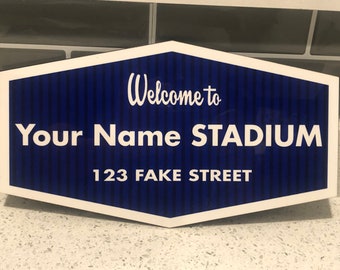 Welcome to
Your Name STADIUM
123 FAKE STREET